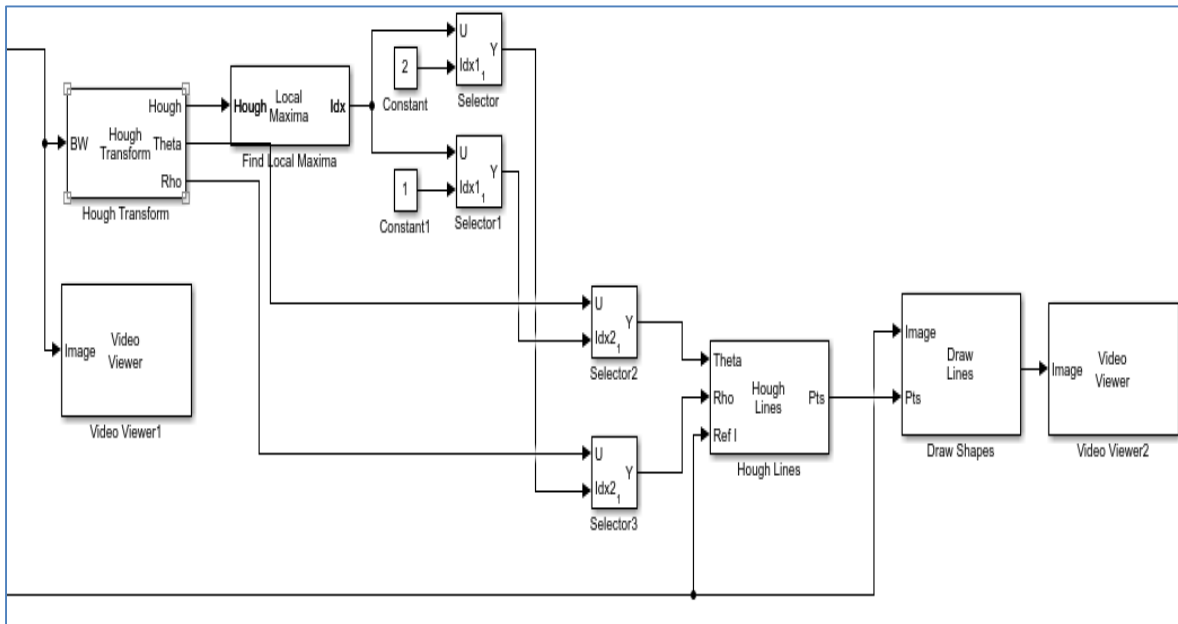 BW
Hough
Transform
Hough
Theta
Rho
Hough Transform
Hough
Local
Maxima
Idx
Find Local Maxima
2
Constant
U
Idx1
1
Y
Selector
1
Constant1
U
Idx1
1
Y
Selector1
Image
Video
Viewer
Video Viewer1
U
Idx2
1
Y
Selector2
U
Idx2
1
Y
Selector3
Theta
Rho
Ref I
Hough
Lines
Pts
Hough Lines
Image
Pts
Draw
Lines
Draw Shapes
Image
Video
Viewer
Video Viewer2